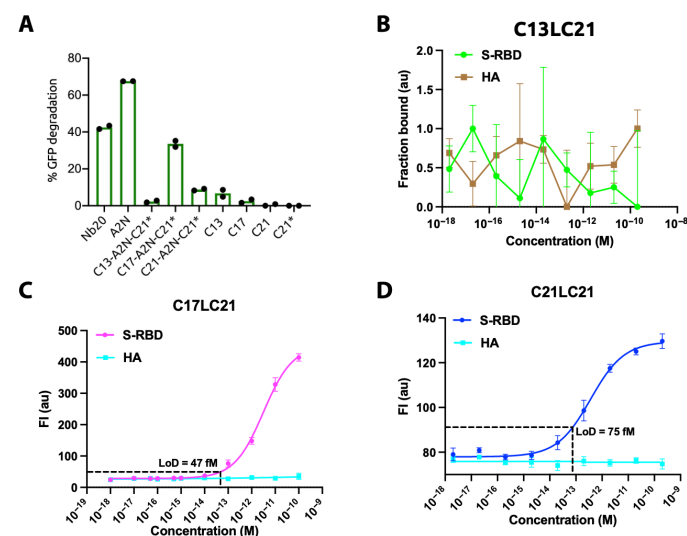 A
% GFP degradation
80
60
40
20
0
Nb20
A2N
C13-A2N-C21*
C17-A2N-C21*
C21-A2N-C21*
C13
C17
C21
C21*
B
C13LC21
S-RBD
HA
Fraction bound (au)
2.0
1.5
1.0
0.5
0.0
10⁻¹⁸ 10⁻¹⁶ 10⁻¹⁴ 10⁻¹² 10⁻¹⁰ 10⁻⁸
Concentration (M)
C
C17LC21
S-RBD
HA
FI (au)
500
400
300
200
100
0
LoD = 47 fM
10⁻¹⁹ 10⁻¹⁸ 10⁻¹⁷ 10⁻¹⁶ 10⁻¹⁵ 10⁻¹⁴ 10⁻¹³ 10⁻¹² 10⁻¹¹ 10⁻¹⁰ 10⁻⁹
Concentration (M)
D
C21LC21
S-RBD
HA
FI (au)
140
120
100
80
LoD = 75 fM
10⁻¹⁸ 10⁻¹⁷ 10⁻¹⁶ 10⁻¹⁵ 10⁻¹⁴ 10⁻¹³ 10⁻¹² 10⁻¹¹ 10⁻¹⁰ 10⁻⁹
Concentration (M)